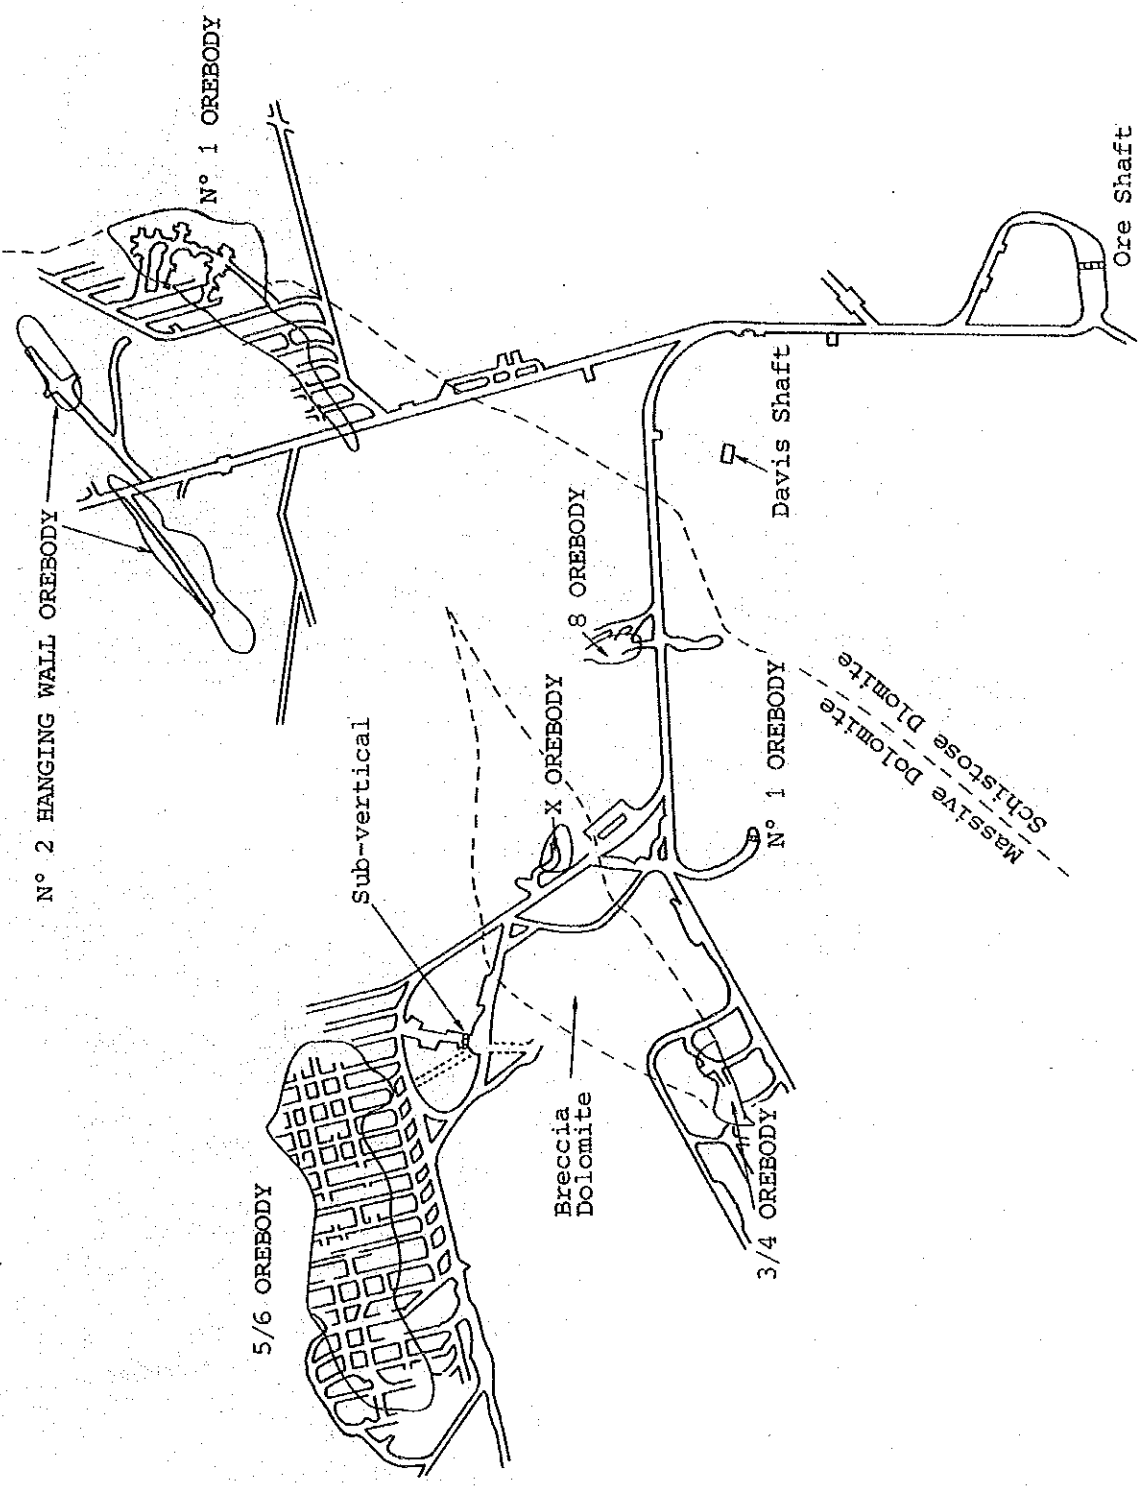 N° 1 OREBODY
N° 2 HANGING WALL OREBODY
Ore Shaft
Davis Shaft
8 OREBODY
Sub-vertical
X OREBODY
N° 1 OREBODY
Schistose Dlomite
Massive Dolomite
Breccia
Dolomite
5/6 OREBODY
3/4 OREBODY